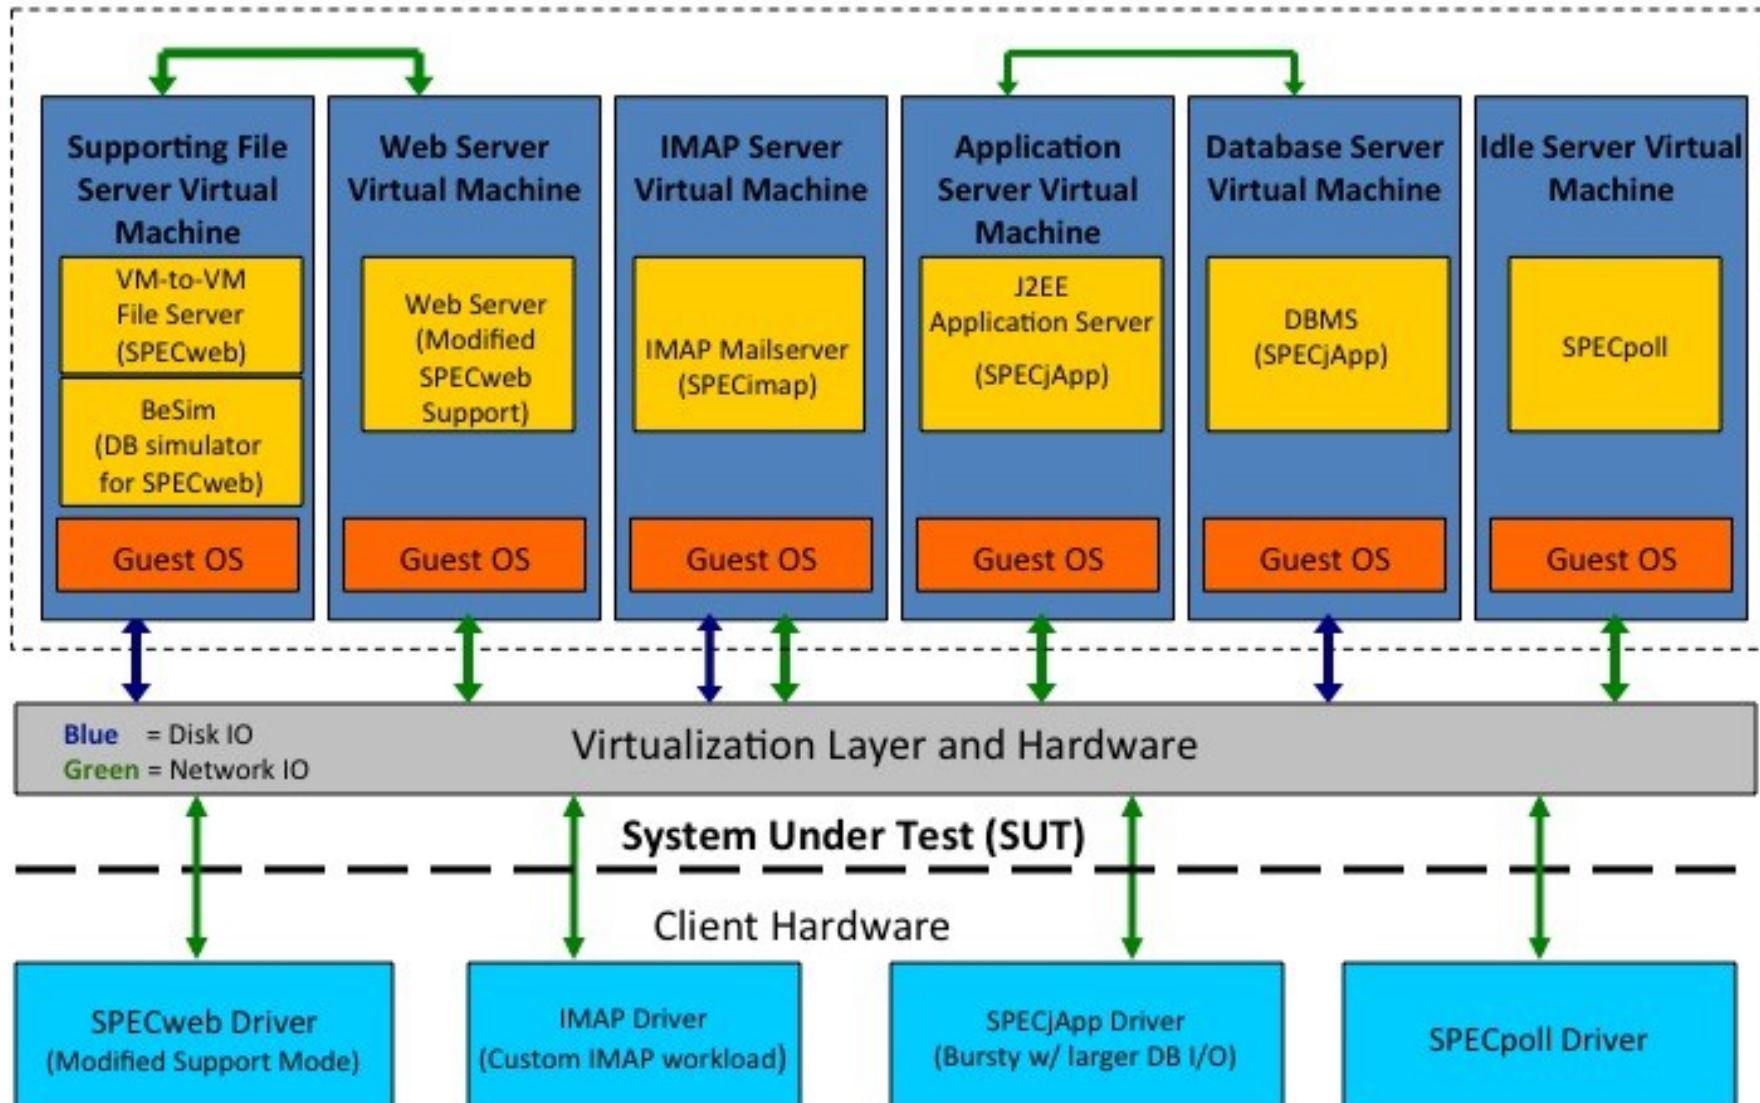 Supporting File
Server Virtual
Machine
VM-to-VM
File Server
(SPECweb)
BeSim
(DB simulator
for SPECweb)
Guest OS
Web Server
Virtual Machine
Web Server
(Modified
SPECweb
Support)
Guest OS
IMAP Server
Virtual Machine
IMAP Mailserver
(SPECimap)
Guest OS
Application
Server Virtual
Machine
J2EE
Application Server
(SPECjApp)
Guest OS
Database Server
Virtual Machine
DBMS
(SPECjApp)
Guest OS
Idle Server Virtual
Machine
SPECpoll
Guest OS
Blue = Disk IO
Green = Network IO
Virtualization Layer and Hardware
System Under Test (SUT)
Client Hardware
SPECweb Driver
(Modified Support Mode)
IMAP Driver
(Custom IMAP workload)
SPECjApp Driver
(Bursty w/ larger DB I/O)
SPECpoll Driver